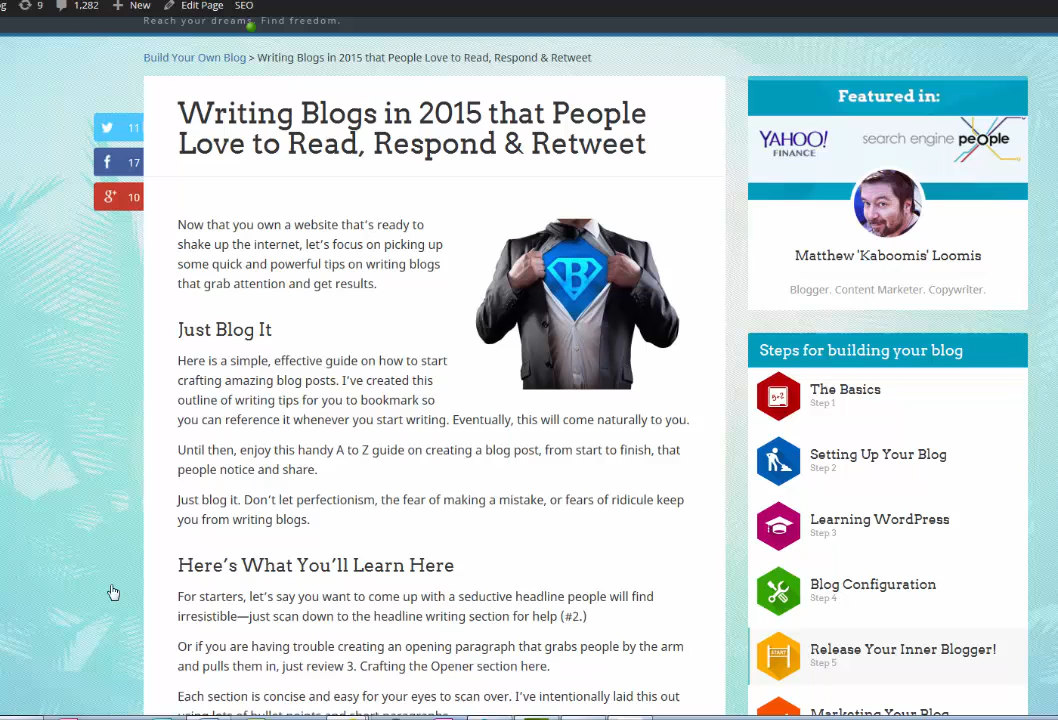 9 1,282 New Edit Page SEO
Reach your dreams. Find freedom.
Build Your Own Blog > Writing Blogs in 2015 that People Love to Read, Respond & Retweet
Writing Blogs in 2015 that People
Love to Read, Respond & Retweet
11
17
g+ 10
Now that you own a website that's ready to
shake up the internet, let's focus on picking up
some quick and powerful tips on writing blogs
that grab attention and get results.
B
Just Blog It
Here is a simple, effective guide on how to start
crafting amazing blog posts. I've created this
outline of writing tips for you to bookmark so
you can reference it whenever you start writing. Eventually, this will come naturally to you.
Until then, enjoy this handy A to Z guide on creating a blog post, from start to finish, that
people notice and share.
Just blog it. Don't let perfectionism, the fear of making a mistake, or fears of ridicule keep
you from writing blogs.
Here's What You'll Learn Here
For starters, let's say you want to come up with a seductive headline people will find
irresistible—just scan down to the headline writing section for help (#2.)
Or if you are having trouble creating an opening paragraph that grabs people by the arm
and pulls them in, just review 3. Crafting the Opener section here.
Each section is concise and easy for your eyes to scan over. I've intentionally laid this out
using lots of bullet points and short paragraphs.
Featured in:
YAHOO! search engine people
FINANCE
Matthew 'Kaboomis' Loomis
Blogger. Content Marketer. Copywriter.
Steps for building your blog
The Basics
Step 1
Setting Up Your Blog
Step 2
Learning WordPress
Step 3
Blog Configuration
Step 4
START
Release Your Inner Blogger!
Step 5
Marketing Your Blog